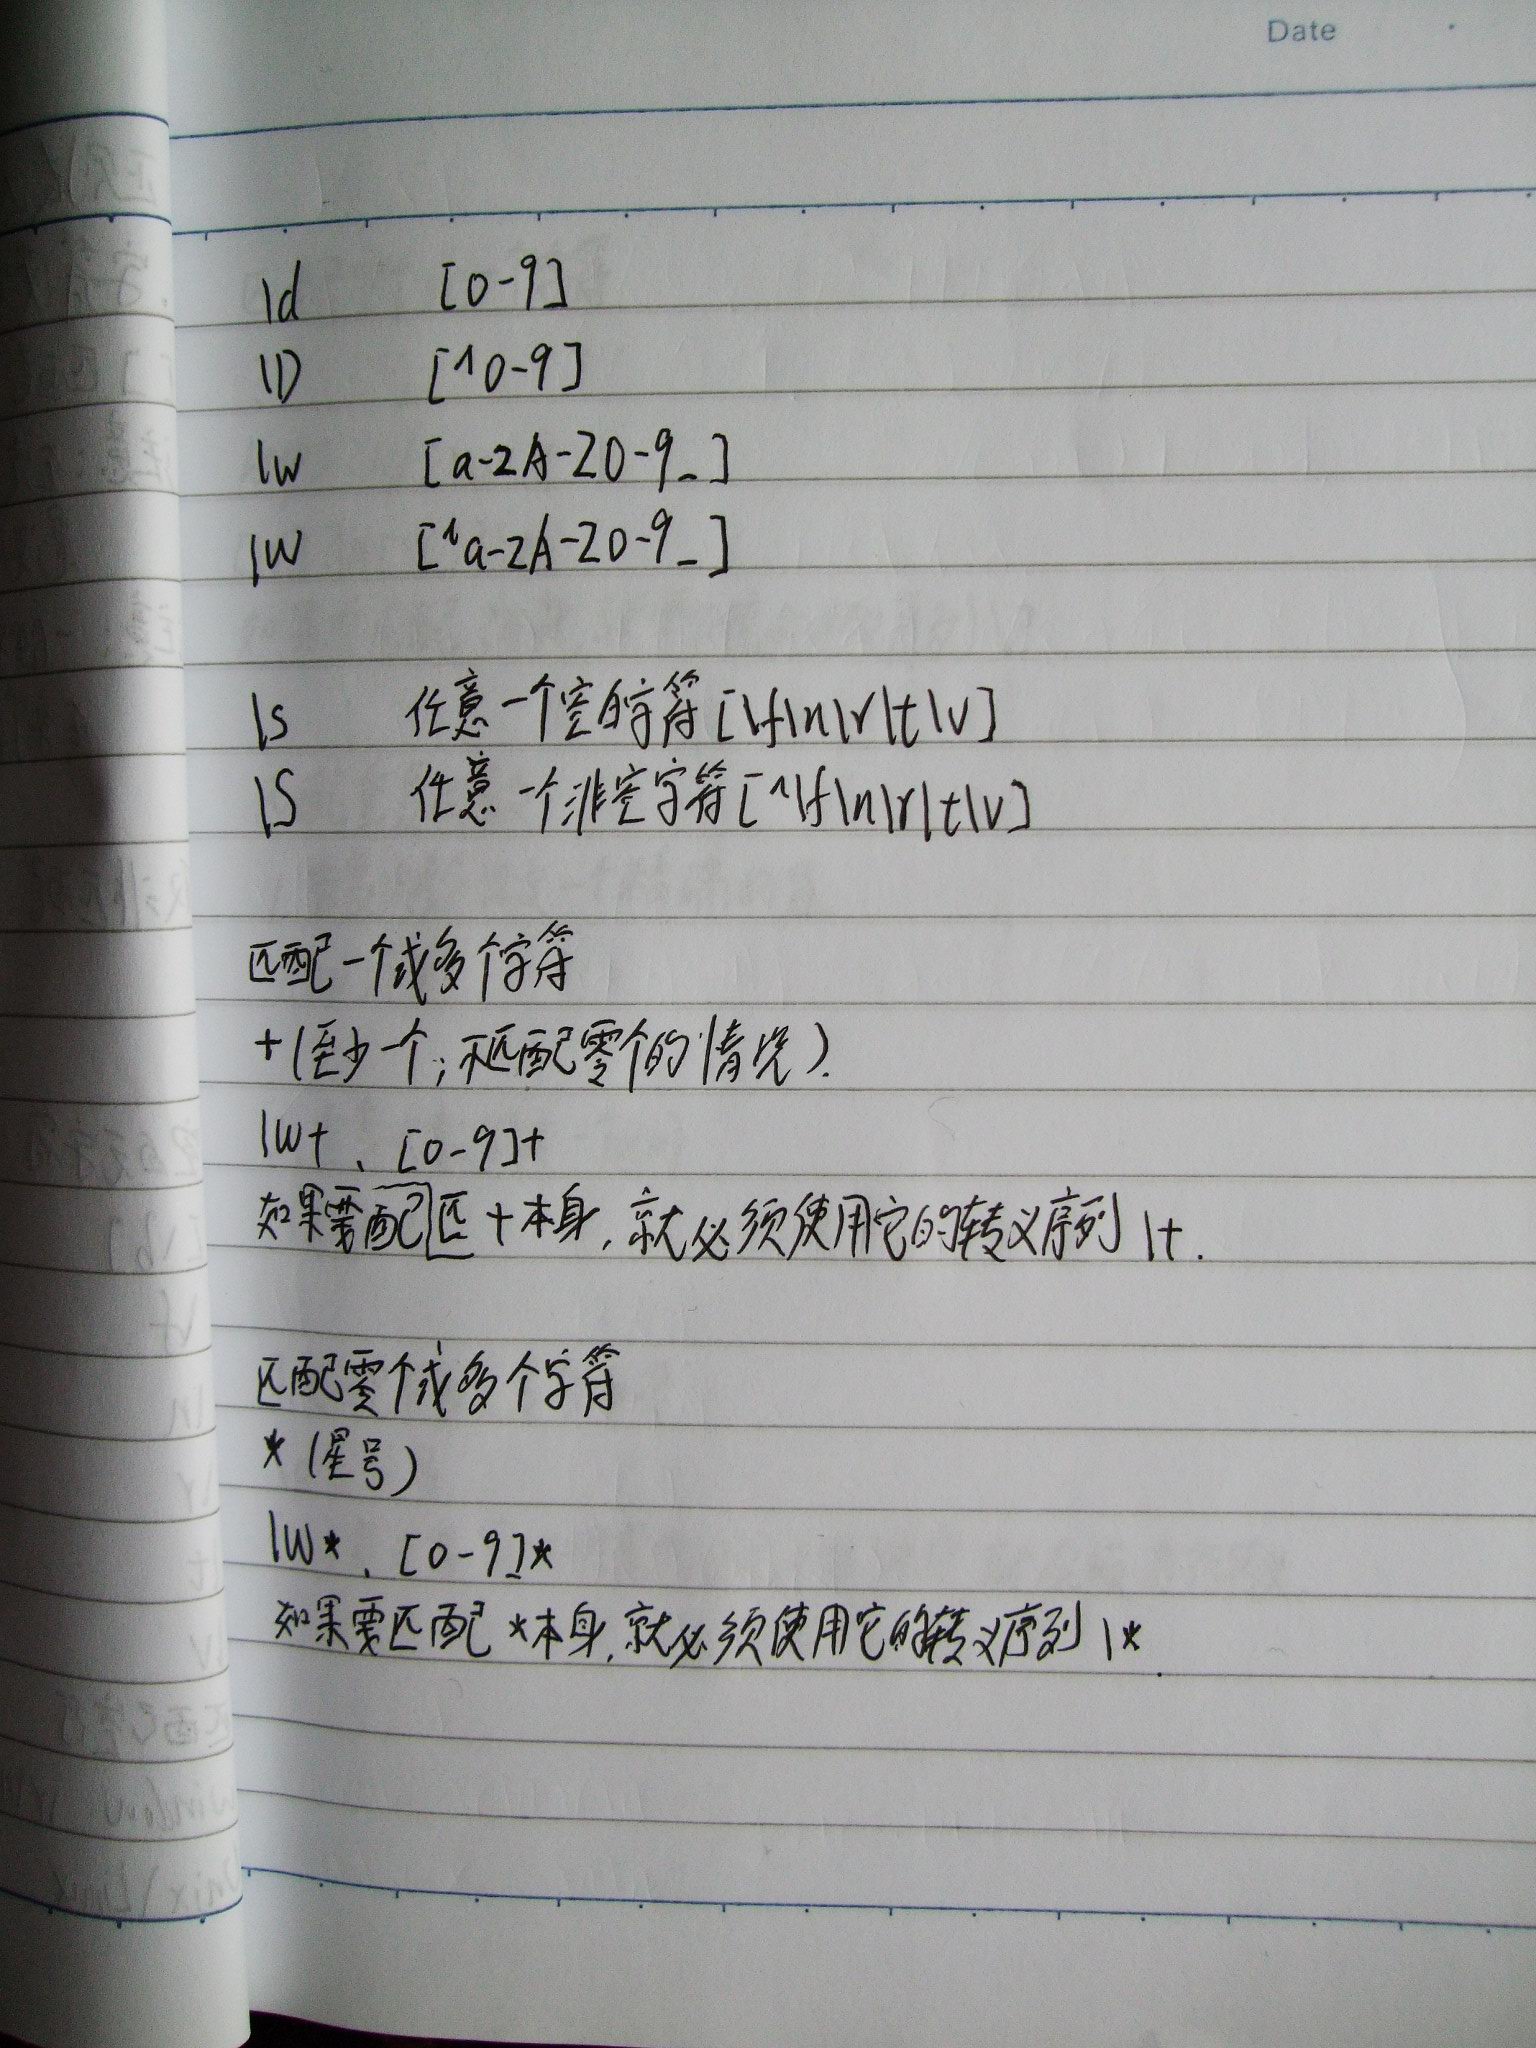 Date
\d [0-9]
\D [^0-9]
\w [a-zA-Z0-9_]
\W [^a-zA-Z0-9_]
\s 任意一个空白字符[\f\n\r\t\v]
\S 任意一个非空字符[^\f\n\r\t\v]
匹配一个或多个字符
+(至少一个;不匹配零个的情况).
\w+、[0-9]+
如果需配匹+本身,就必须使用它的转义序列\+.
匹配零个或多个字符
*(星号)
\w*、[0-9]*
如果需匹配*本身,就必须使用它的转义序列\*.